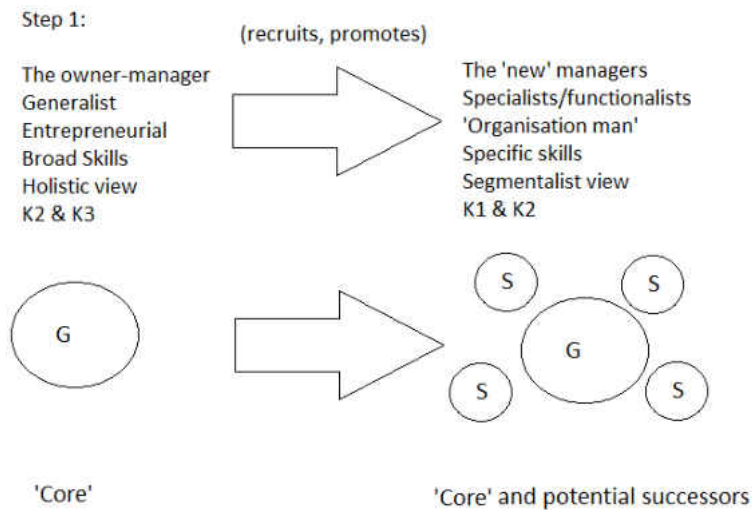 Step 1:
(recruits, promotes)
The owner-manager
Generalist
Entrepreneurial
Broad Skills
Holistic view
K2 & K3
The 'new' managers
Specialists/functionalists
'Organisation man'
Specific skills
Segmentalist view
K1 & K2
G
S
S
G
S
S
'Core'
'Core' and potential successors